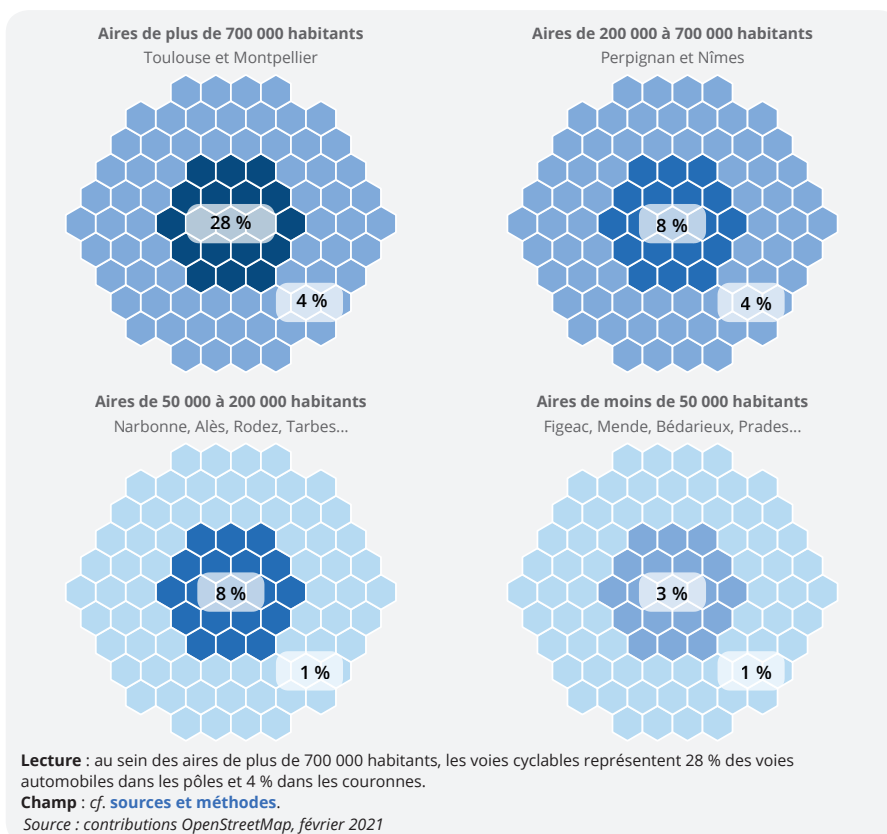 Aires de plus de 700 000 habitants
Toulouse et Montpellier
28 %
4 %
Aires de 200 000 à 700 000 habitants
Perpignan et Nîmes
8 %
4 %
Aires de 50 000 à 200 000 habitants
Narbonne, Alès, Rodez, Tarbes...
8 %
1 %
Aires de moins de 50 000 habitants
Figeac, Mende, Bédarieux, Prades...
3 %
1 %
Lecture : au sein des aires de plus de 700 000 habitants, les voies cyclables représentent 28 % des voies
automobiles dans les pôles et 4 % dans les couronnes.
Champ : cf. sources et méthodes.
Source : contributions OpenStreetMap, février 2021